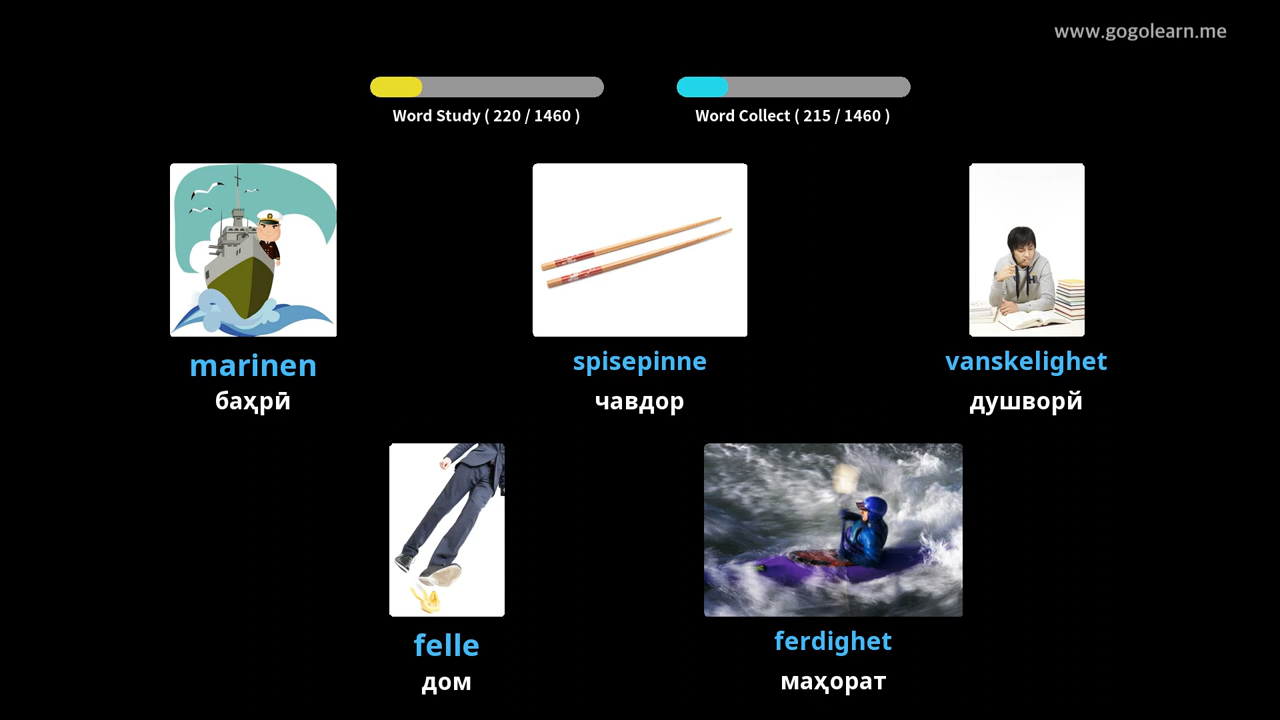 www.gogolearn.me
Word Study ( 220 / 1460 )
Word Collect ( 215 / 1460 )
marinen
баҳрӣ
spisepinne
чавдор
vanskelighet
душворӣ
felle
дом
ferdighet
маҳорат